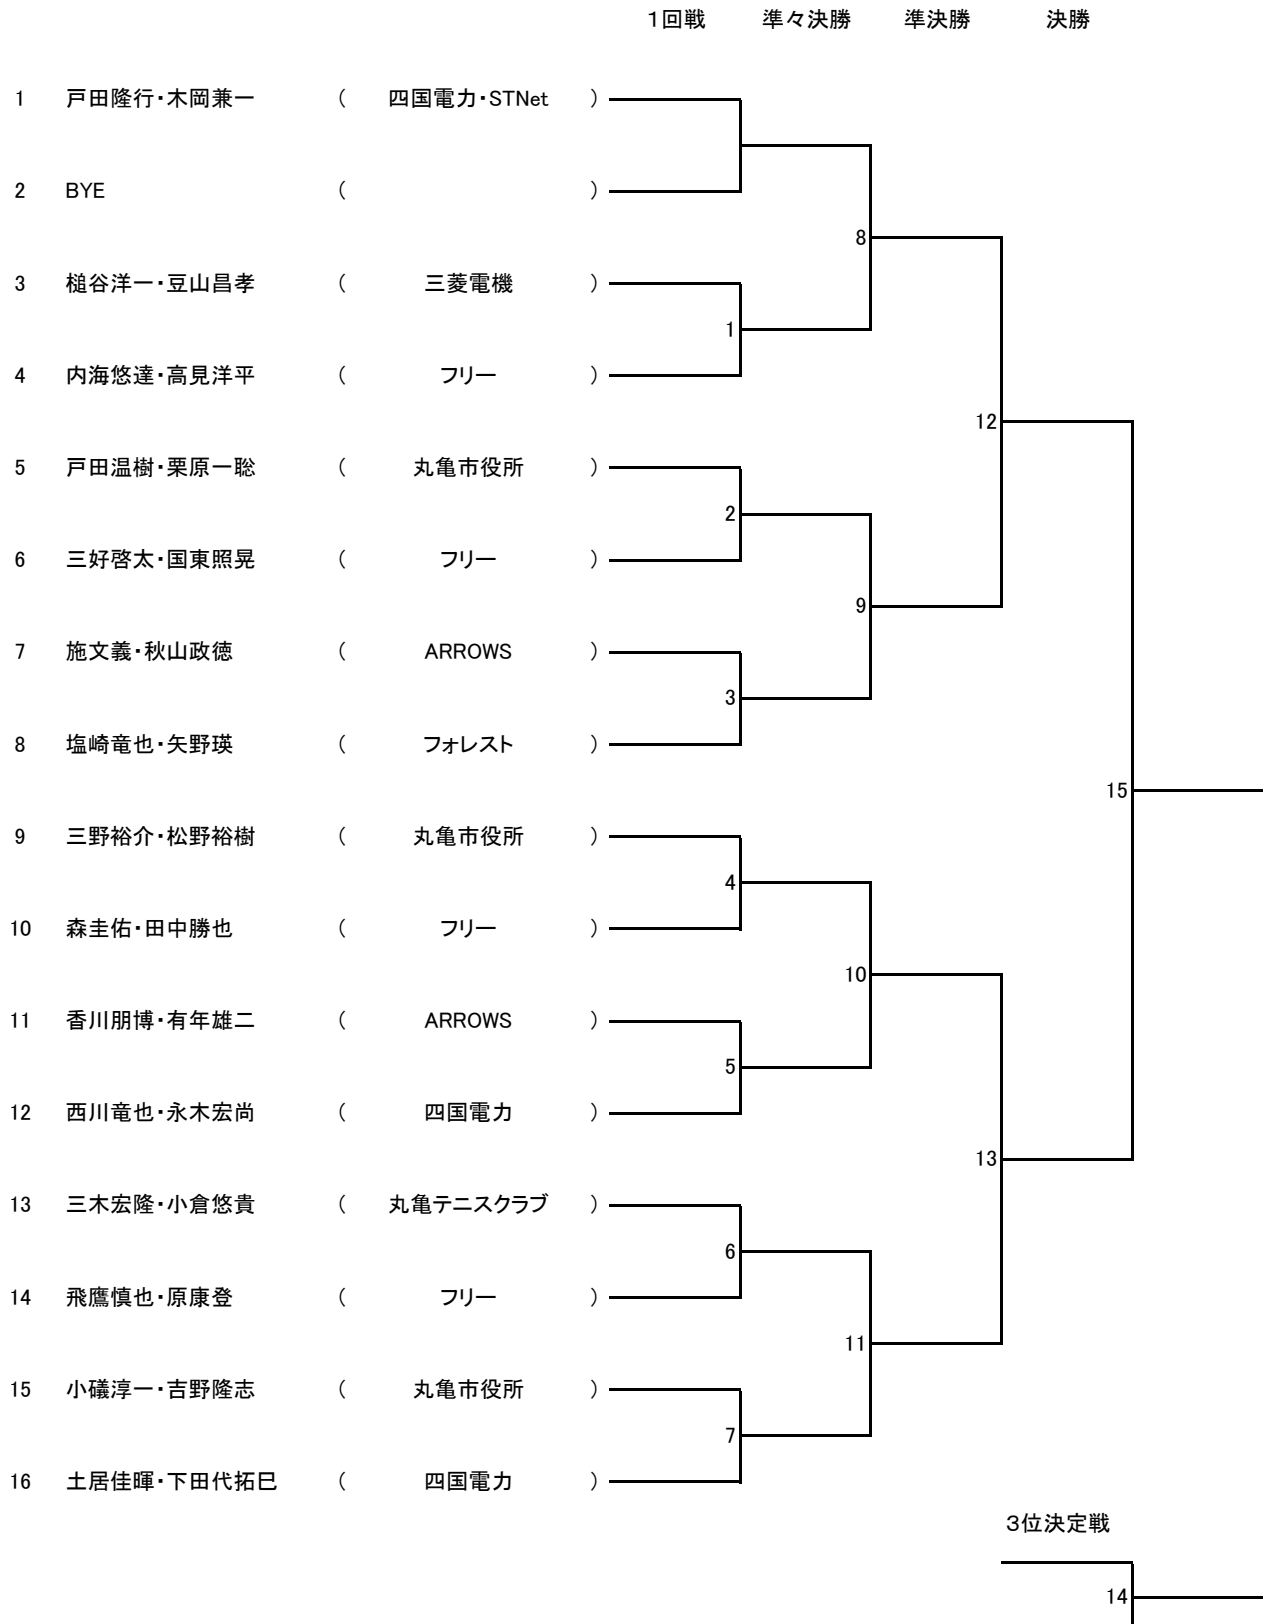 1回戦 準々決勝 準決勝 決勝
1 戸田隆行・木岡兼一 ( 四国電力・STNet )
2 BYE ( )
8
3 槌谷洋一・豆山昌孝 ( 三菱電機 )
1
4 内海悠達・高見洋平 ( フリー )
12
5 戸田温樹・栗原一聡 ( 丸亀市役所 )
2
6 三好啓太・国東照晃 ( フリー )
9
7 施文義・秋山政徳 ( ARROWS )
3
8 塩崎竜也・矢野瑛 ( フォレスト )
15
9 三野裕介・松野裕樹 ( 丸亀市役所 )
4
10 森圭佑・田中勝也 ( フリー )
10
11 香川朋博・有年雄二 ( ARROWS )
5
12 西川竜也・永木宏尚 ( 四国電力 )
13
13 三木宏隆・小倉悠貴 ( 丸亀テニスクラブ )
6
14 飛鷹慎也・原康登 ( フリー )
11
15 小礒淳一・吉野隆志 ( 丸亀市役所 )
7
16 土居佳暉・下田代拓巳 ( 四国電力 )
3位決定戦
14